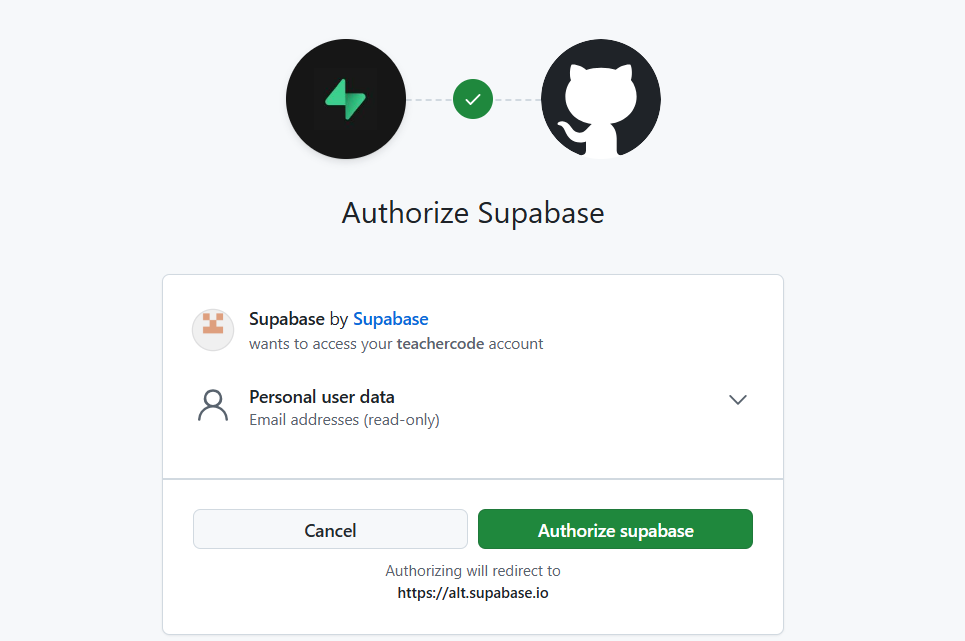 Authorize Supabase
Supabase by Supabase
wants to access your teachercode account
Personal user data
Email addresses (read-only)
Cancel
Authorize supabase
Authorizing will redirect to
https://alt.supabase.io